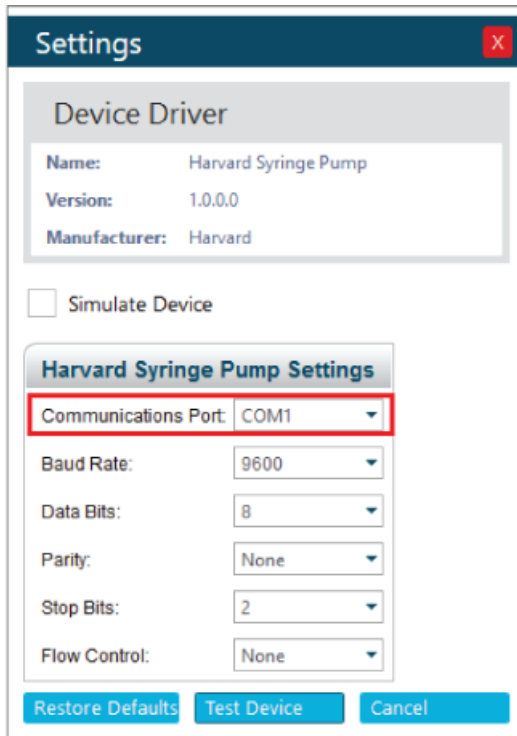 Settings
X
Device Driver
Name: Harvard Syringe Pump
Version: 1.0.0.0
Manufacturer: Harvard
Simulate Device
Harvard Syringe Pump Settings
Communications Port: COM1
Baud Rate: 9600
Data Bits: 8
Parity: None
Stop Bits: 2
Flow Control: None
Restore Defaults Test Device Cancel